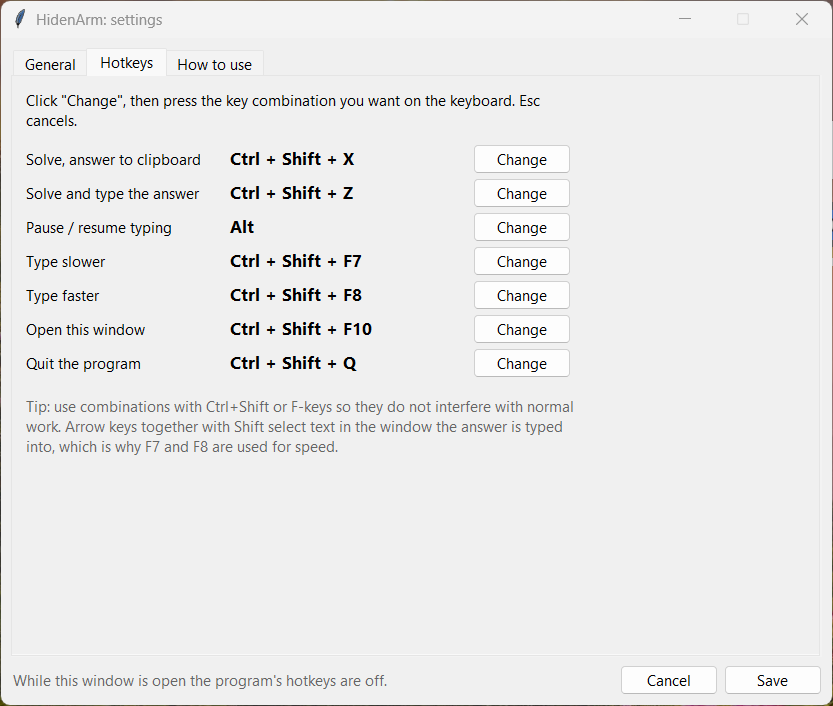 HidenArm: settings
General
Hotkeys
How to use
Click "Change", then press the key combination you want on the keyboard. Esc
cancels.
Solve, answer to clipboard
Ctrl + Shift + X
Change
Solve and type the answer
Ctrl + Shift + Z
Change
Pause / resume typing
Alt
Change
Type slower
Ctrl + Shift + F7
Change
Type faster
Ctrl + Shift + F8
Change
Open this window
Ctrl + Shift + F10
Change
Quit the program
Ctrl + Shift + Q
Change
Tip: use combinations with Ctrl+Shift or F-keys so they do not interfere with normal
work. Arrow keys together with Shift select text in the window the answer is typed
into, which is why F7 and F8 are used for speed.
While this window is open the program's hotkeys are off.
Cancel
Save